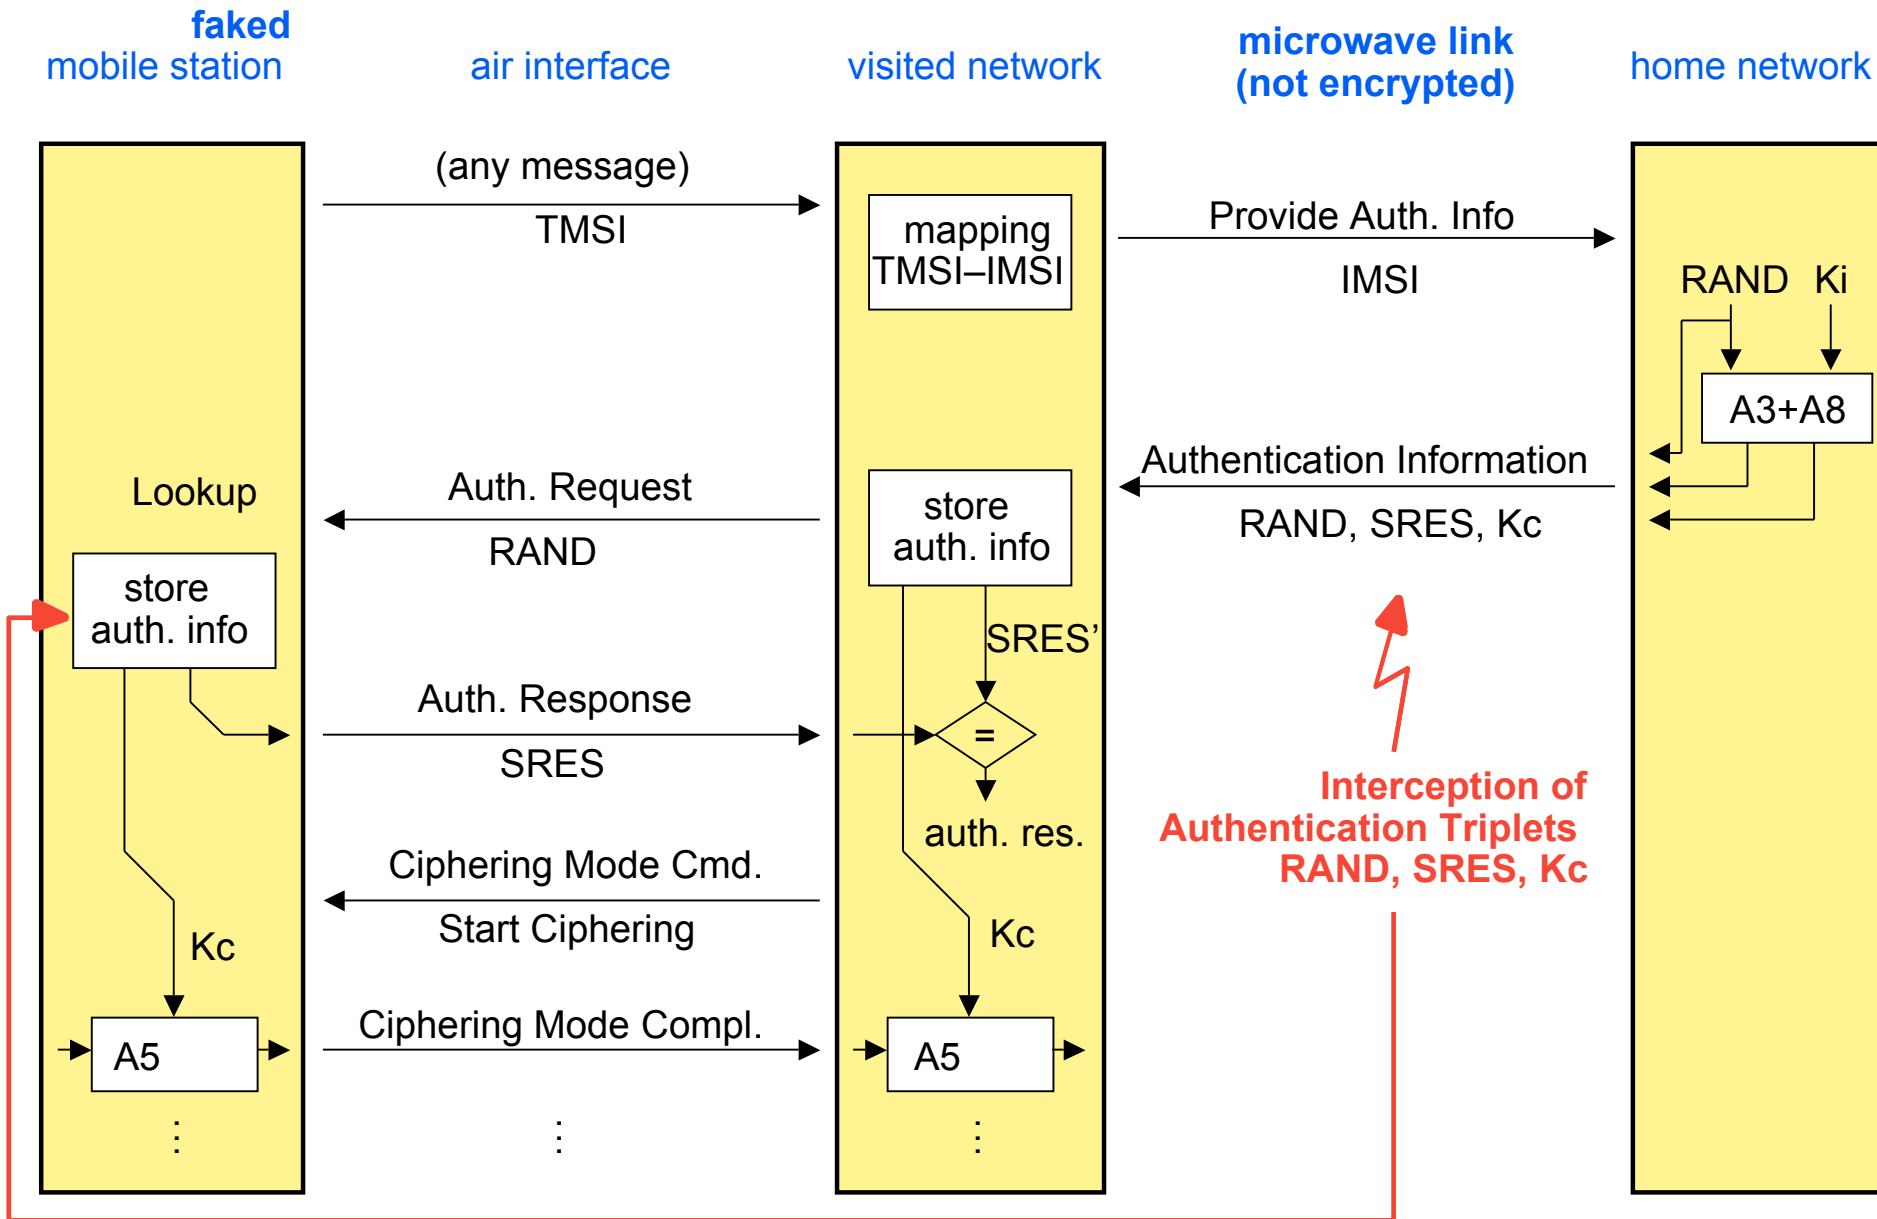 faked
mobile station
air interface
visited network
microwave link
(not encrypted)
home network
(any message)
TMSI
mapping
TMSI–IMSI
Provide Auth. Info
IMSI
RAND Ki
A3+A8
Authentication Information
RAND, SRES, Kc
Lookup
Auth. Request
RAND
store
auth. info
store
auth. info
SRES’
Auth. Response
SRES
=
auth. res.
Interception of
Authentication Triplets
RAND, SRES, Kc
Ciphering Mode Cmd.
Start Ciphering
Kc
Kc
Ciphering Mode Compl.
A5
A5
⋮
⋮
⋮